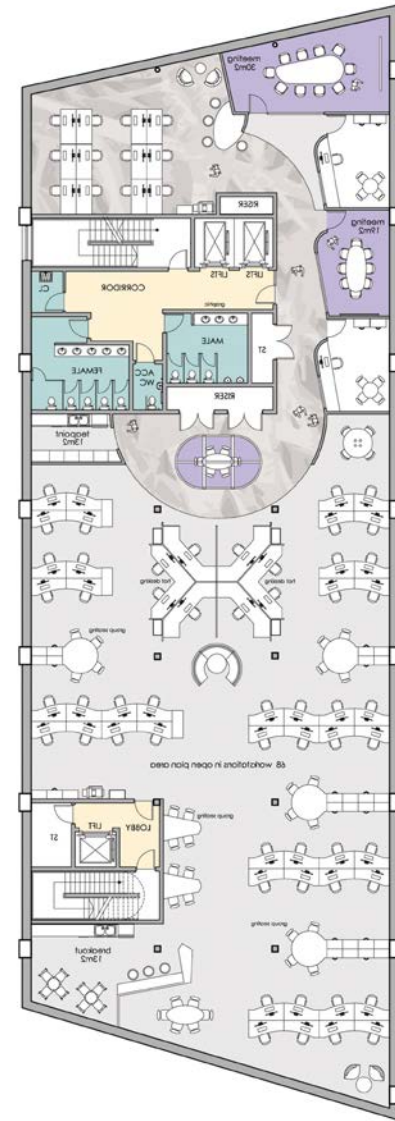 meeting
30m2
RISER
meeting
19m2
LIFTS
LIFTS
CL
CORRIDOR
graphic
MALE
ST
FEMALE
ACC
WC
RISER
teapoint
13m2
hot desking
hot desking
group seating
group seating
68 workstations in open plan area
group seating
LOBBY
LIFT
ST
group seating
breakout
13m2